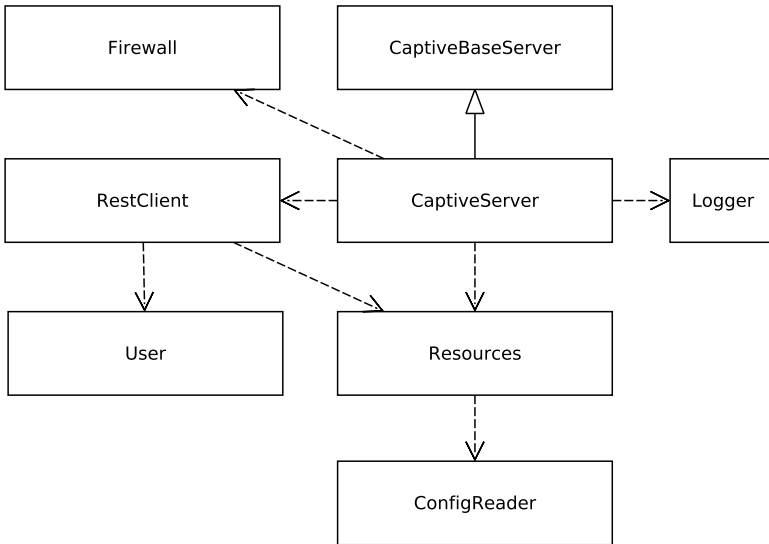 Firewall
CaptiveBaseServer
RestClient
CaptiveServer
Logger
User
Resources
ConfigReader